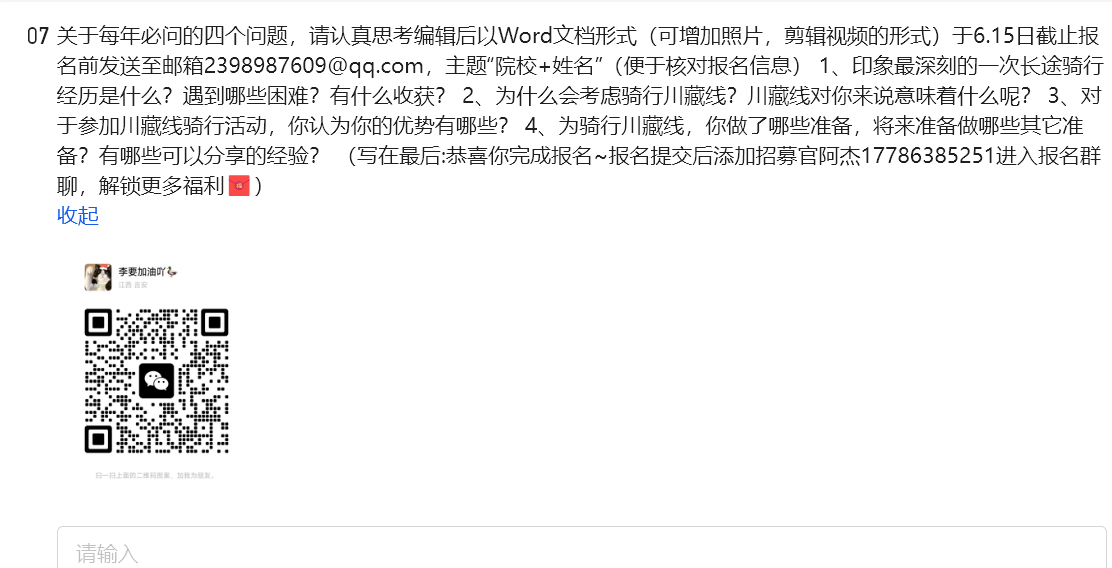 07 关于每年必问的四个问题，请认真思考编辑后以Word文档形式（可增加照片，剪辑视频的形式）于6.15日截止报
名前发送至邮箱2398987609@qq.com，主题“院校+姓名”（便于核对报名信息） 1、印象最深刻的一次长途骑行
经历是什么？遇到哪些困难？有什么收获？ 2、为什么会考虑骑行川藏线？川藏线对你来说意味着什么呢？ 3、对
于参加川藏线骑行活动，你认为你的优势有哪些？ 4、为骑行川藏线，你做了哪些准备，将来准备做哪些其它准
备？有哪些可以分享的经验？ （写在最后:恭喜你完成报名~报名提交后添加招募官阿杰17786385251进入报名群
聊，解锁更多福利🧧）
收起
李要加油吖🦆
江西 吉安
扫一扫上面的二维码图案，加我为朋友。
请输入